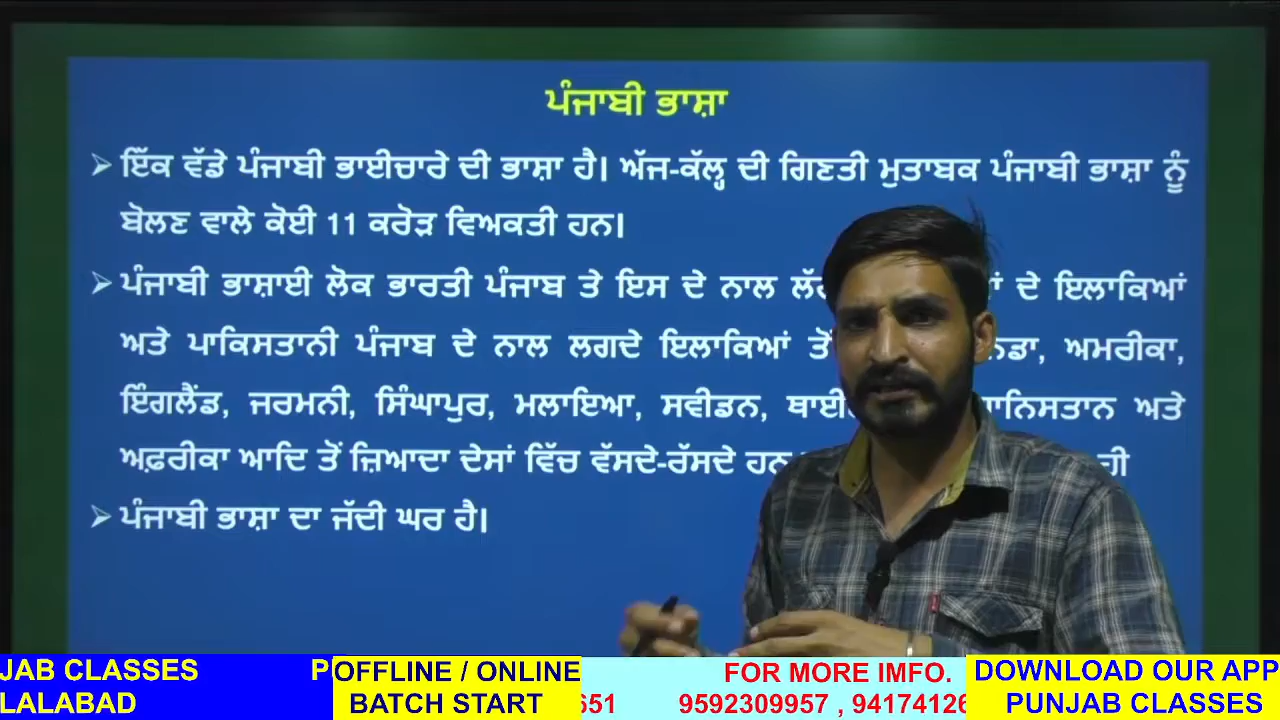 ਪੰਜਾਬੀ ਭਾਸ਼ਾ
➢ ਇੱਕ ਵੱਡੇ ਪੰਜਾਬੀ ਭਾਈਚਾਰੇ ਦੀ ਭਾਸ਼ਾ ਹੈ। ਅੱਜ-ਕੱਲ੍ਹ ਦੀ ਗਿਣਤੀ ਮੁਤਾਬਕ ਪੰਜਾਬੀ ਭਾਸ਼ਾ ਨੂੰ
ਬੋਲਣ ਵਾਲੇ ਕੋਈ 11 ਕਰੋੜ ਵਿਅਕਤੀ ਹਨ।
➢ ਪੰਜਾਬੀ ਭਾਸ਼ਾਈ ਲੋਕ ਭਾਰਤੀ ਪੰਜਾਬ ਤੇ ਇਸ ਦੇ ਨਾਲ ਦੇ ਇਲਾਕਿਆਂ
ਅਤੇ ਪਾਕਿਸਤਾਨੀ ਪੰਜਾਬ ਦੇ ਨਾਲ ਲਗਦੇ ਇਲਾਕਿਆਂ ਤੋਂ ਅਮਰੀਕਾ,
ਇੰਗਲੈਂਡ, ਜਰਮਨੀ, ਸਿੰਘਾਪੁਰ, ਮਲਾਇਆ, ਸਵੀਡਨ, ਅਤੇ
ਅਫ਼ਰੀਕਾ ਆਦਿ ਤੋਂ ਜ਼ਿਆਦਾ ਦੇਸਾਂ ਵਿੱਚ ਵੱਸਦੇ-ਰੱਸਦੇ ਹਨ
➢ ਪੰਜਾਬੀ ਭਾਸ਼ਾ ਦਾ ਜੱਦੀ ਘਰ ਹੈ।
JAB CLASSES OFFLINE / ONLINE FOR MORE IMFO. DOWNLOAD OUR APP
LALABAD BATCH START 651 9592309957 , 94174126 PUNJAB CLASSES